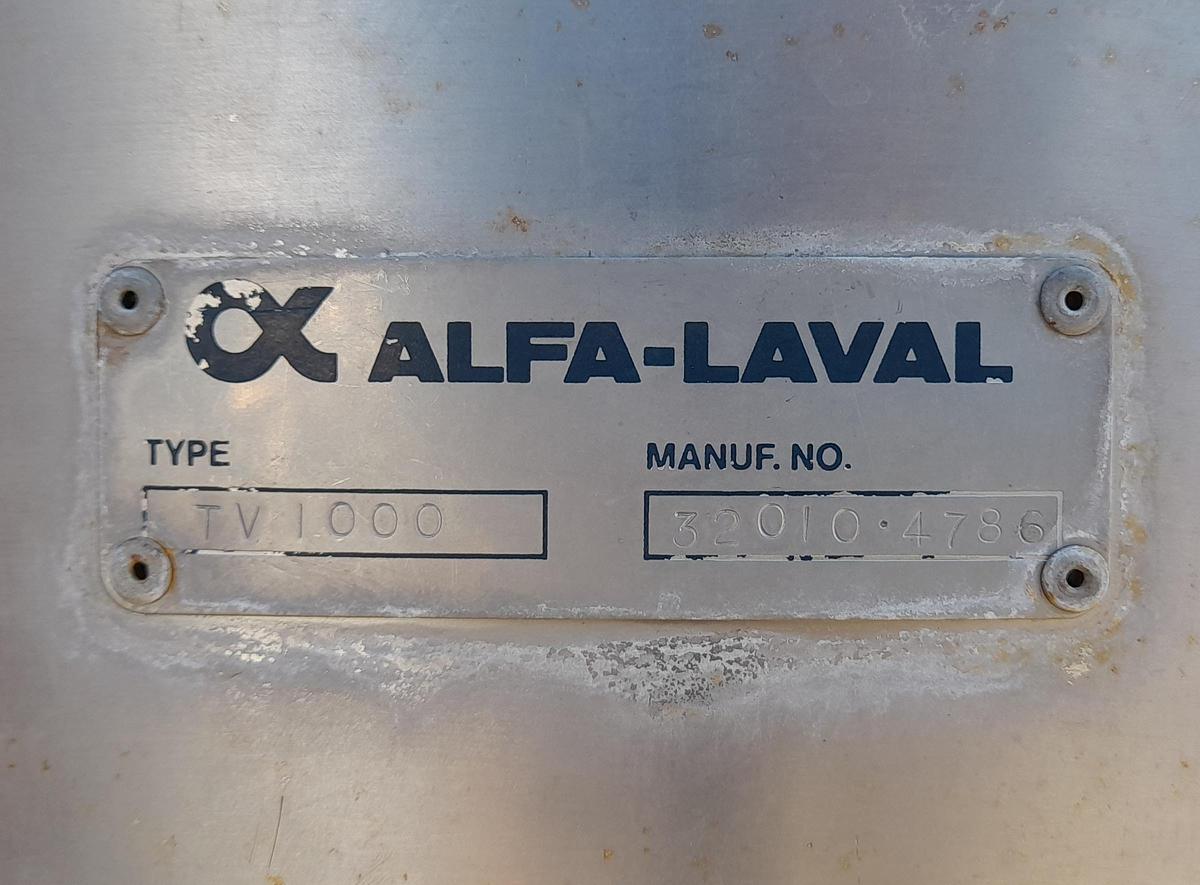 ALFA-LAVAL
TYPE MANUF. NO.
TV 1000 32010·4786